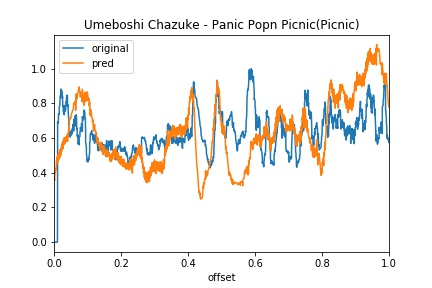 Umeboshi Chazuke - Panic Popn Picnic(Picnic)
original
pred
1.0
0.8
0.6
0.4
0.2
0.0
0.0 0.2 0.4 0.6 0.8 1.0
offset